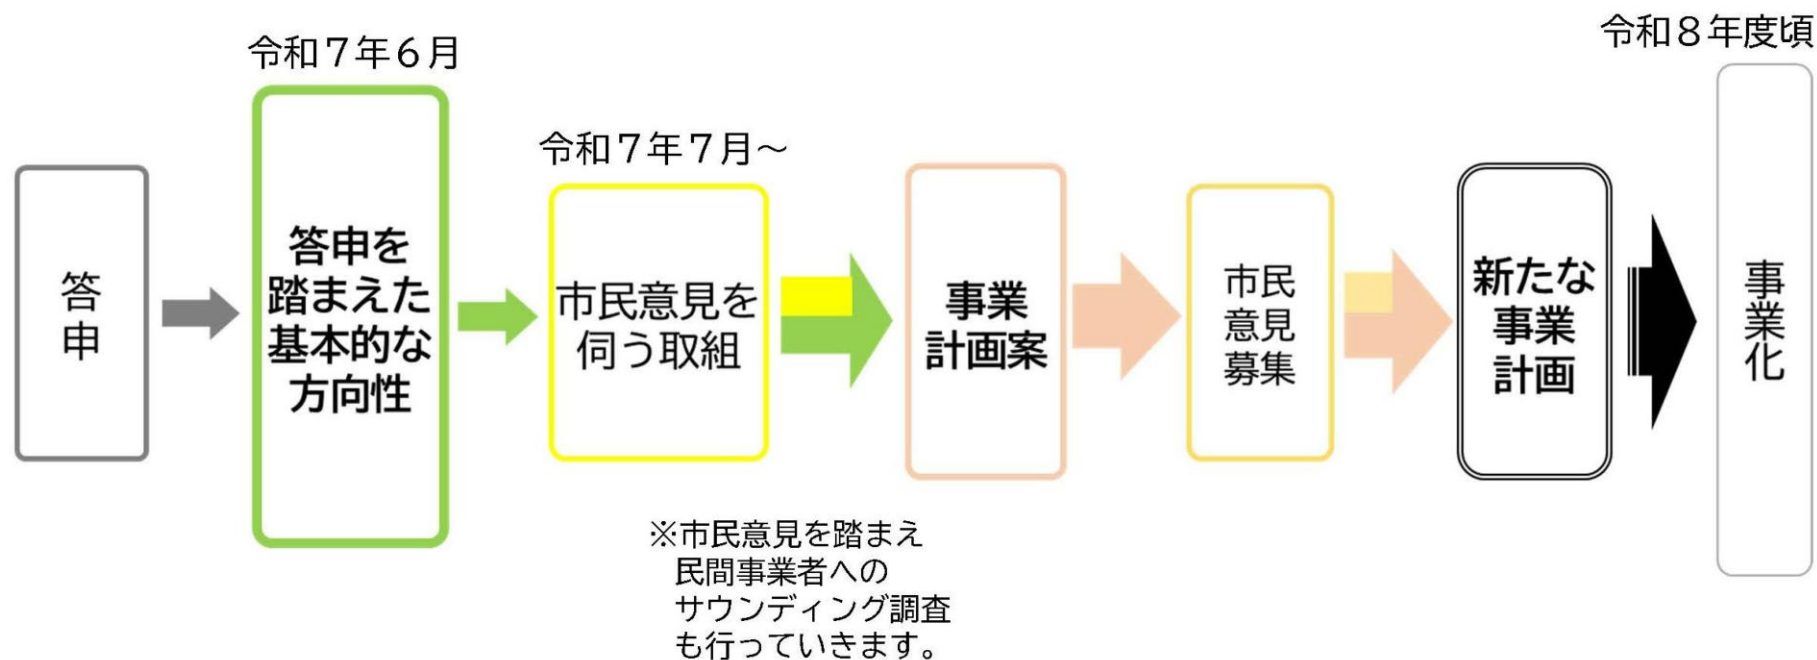 令和７年６月
令和８年度頃
令和７年７月～
答申
答申を
踏まえた
基本的な
方向性
市民意見を
伺う取組
事業
計画案
市民
意見
募集
新たな
事業
計画
事業化
※市民意見を踏まえ
民間事業者への
サウンディング調査
も行っていきます。